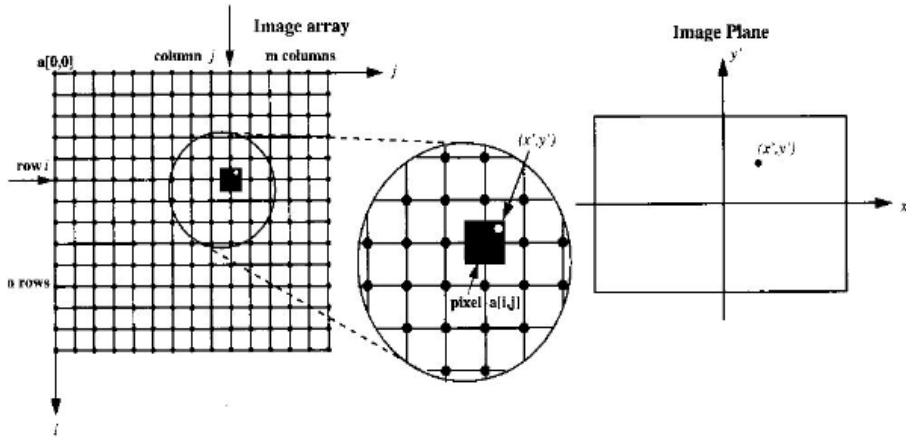 Image array
a[0,0]
column j
m columns
j
row i
n rows
i
(x',y')
pixel a[i,j]
Image Plane
y'
(x',y')
x